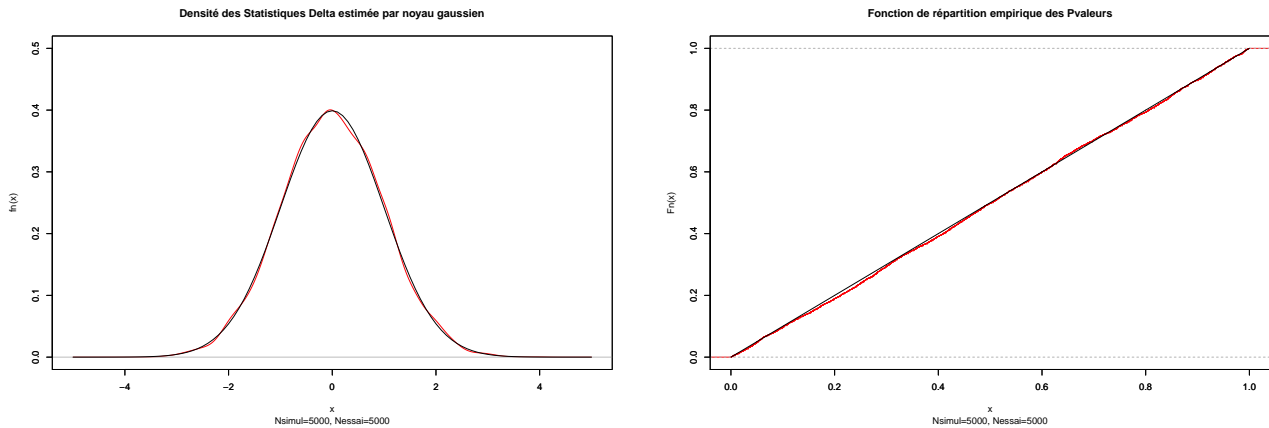 Densité des Statistiques Delta estimée par noyau gaussien
fn(x)
0.5
0.4
0.3
0.2
0.1
0.0
−4
−2
0
2
4
x
Nsimul=5000, Nessai=5000
Fonction de répartition empirique des Pvaleurs
Fn(x)
1.0
0.8
0.6
0.4
0.2
0.0
0.0
0.2
0.4
0.6
0.8
1.0
x
Nsimul=5000, Nessai=5000